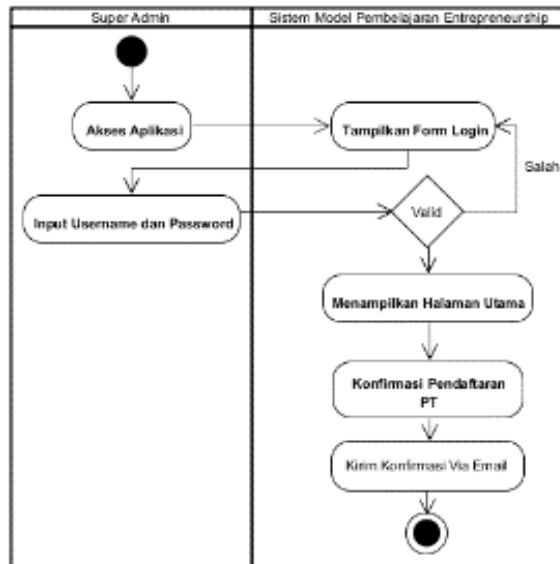 Super Admin
Sistem Model Pembelajaran Entrepreneurship
Akses Aplikasi
Tampilkan Form Login
Salah
Input Username dan Password
Valid
Menampilkan Halaman Utama
Konfirmasi Pendaftaran
PT
Kirim Konfirmasi Via Email